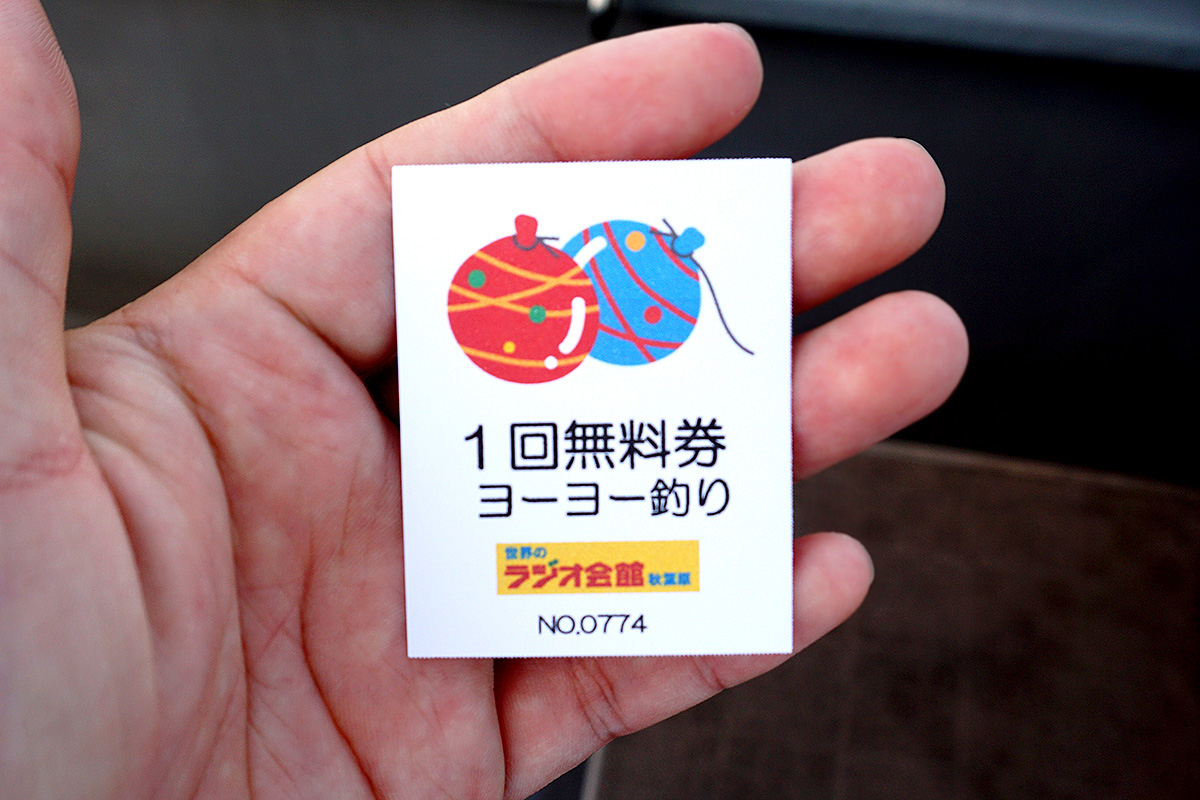 1回無料券
ヨーヨー釣り
世界の
ラジオ会館 秋葉原
NO.0774